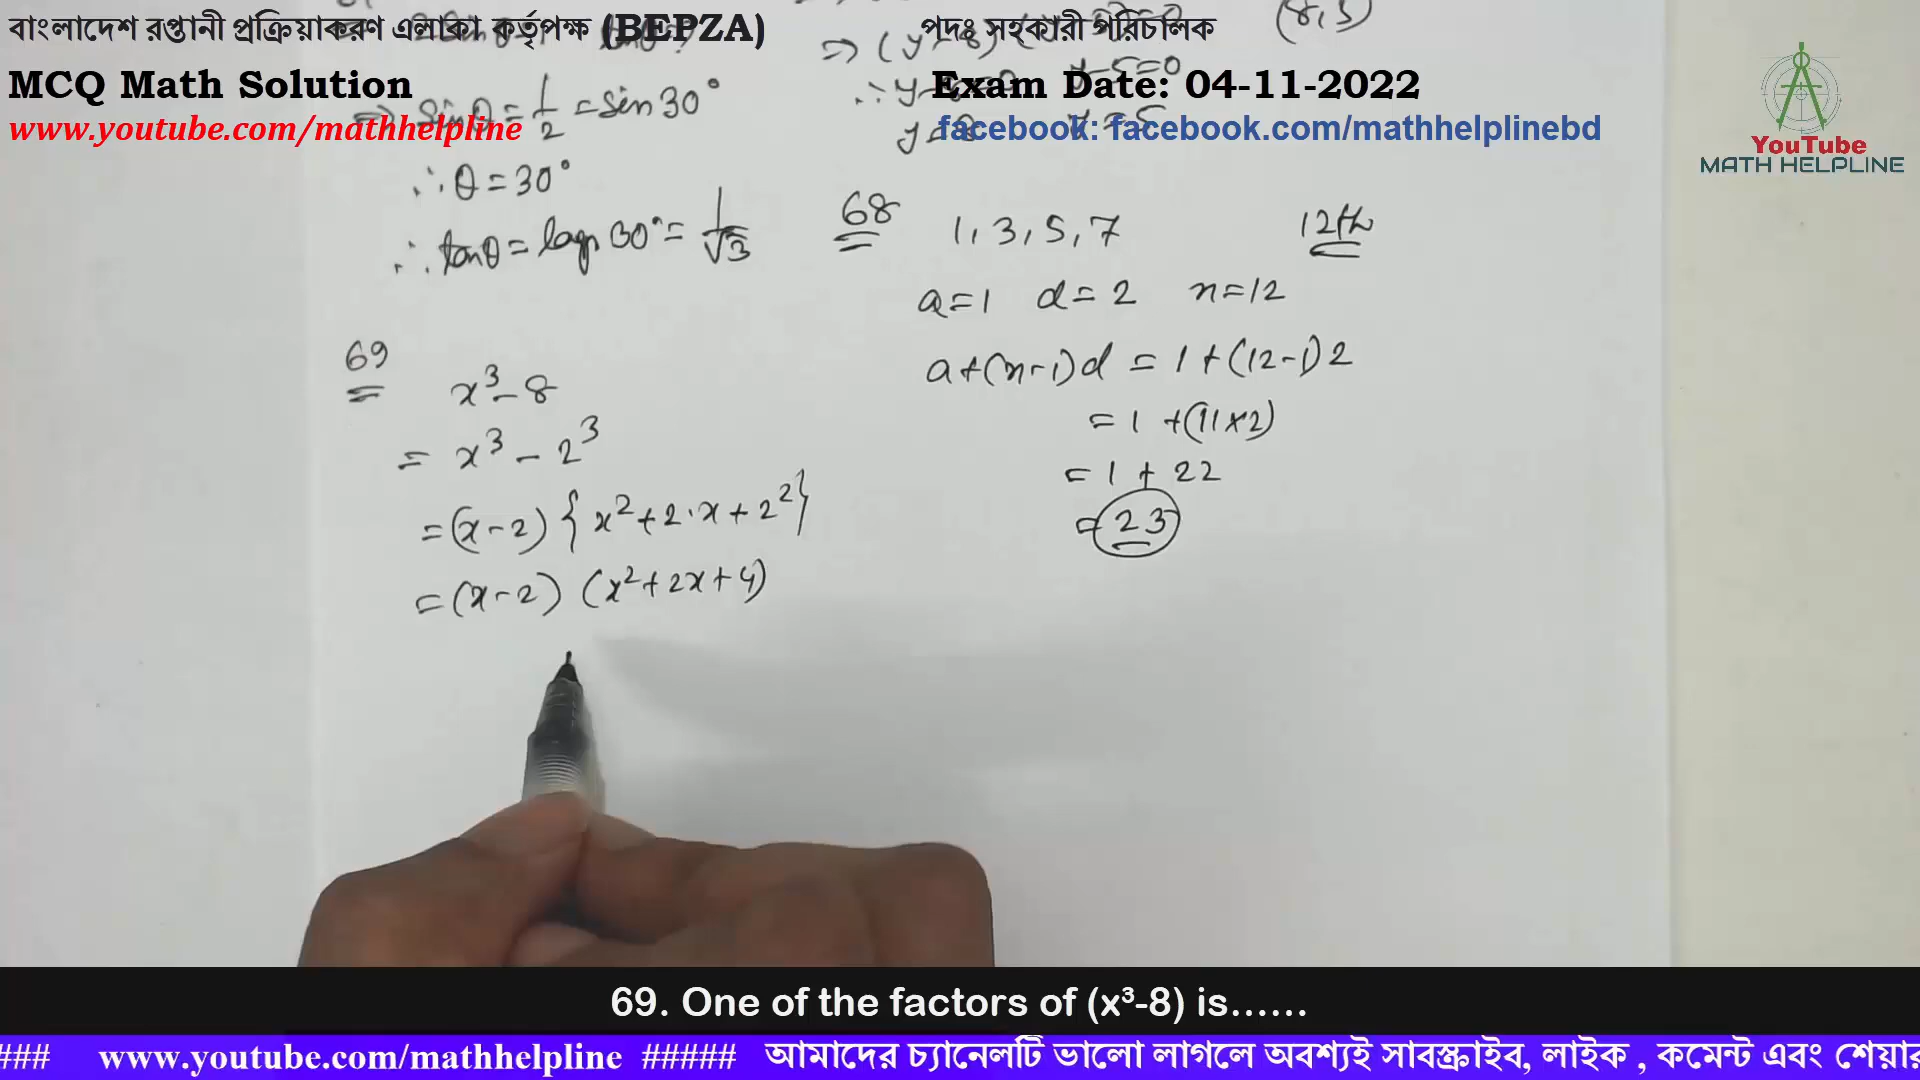 বাংলাদেশ রপ্তানী প্রক্রিয়াকরণ এলাকা কর্তৃপক্ষ (BEPZA)
পদঃ সহকারী পরিচালক
MCQ Math Solution
Exam Date: 04-11-2022
www.youtube.com/mathhelpline
facebook: facebook.com/mathhelplinebd
YouTube
MATH HELPLINE
⇒ sinθ = 1/2 = sin 30°
∴ θ = 30°
∴ tanθ = 30° = 1/√3
y-5=0
68
1, 3, 5, 7
12th
a=1 d=2 n=12
a+(n-1)d = 1+(12-1)2
= 1 +(11×2)
= 1 + 22
= 23
69
x³-8
= x³ - 2³
= (x-2) { x²+2·x+2² }
= (x-2) (x²+2x+4)
69. One of the factors of (x³-8) is......
### www.youtube.com/mathhelpline ##### আমাদের চ্যানেলটি ভালো লাগলে অবশ্যই সাবস্ক্রাইব, লাইক , কমেন্ট এবং শেয়ার